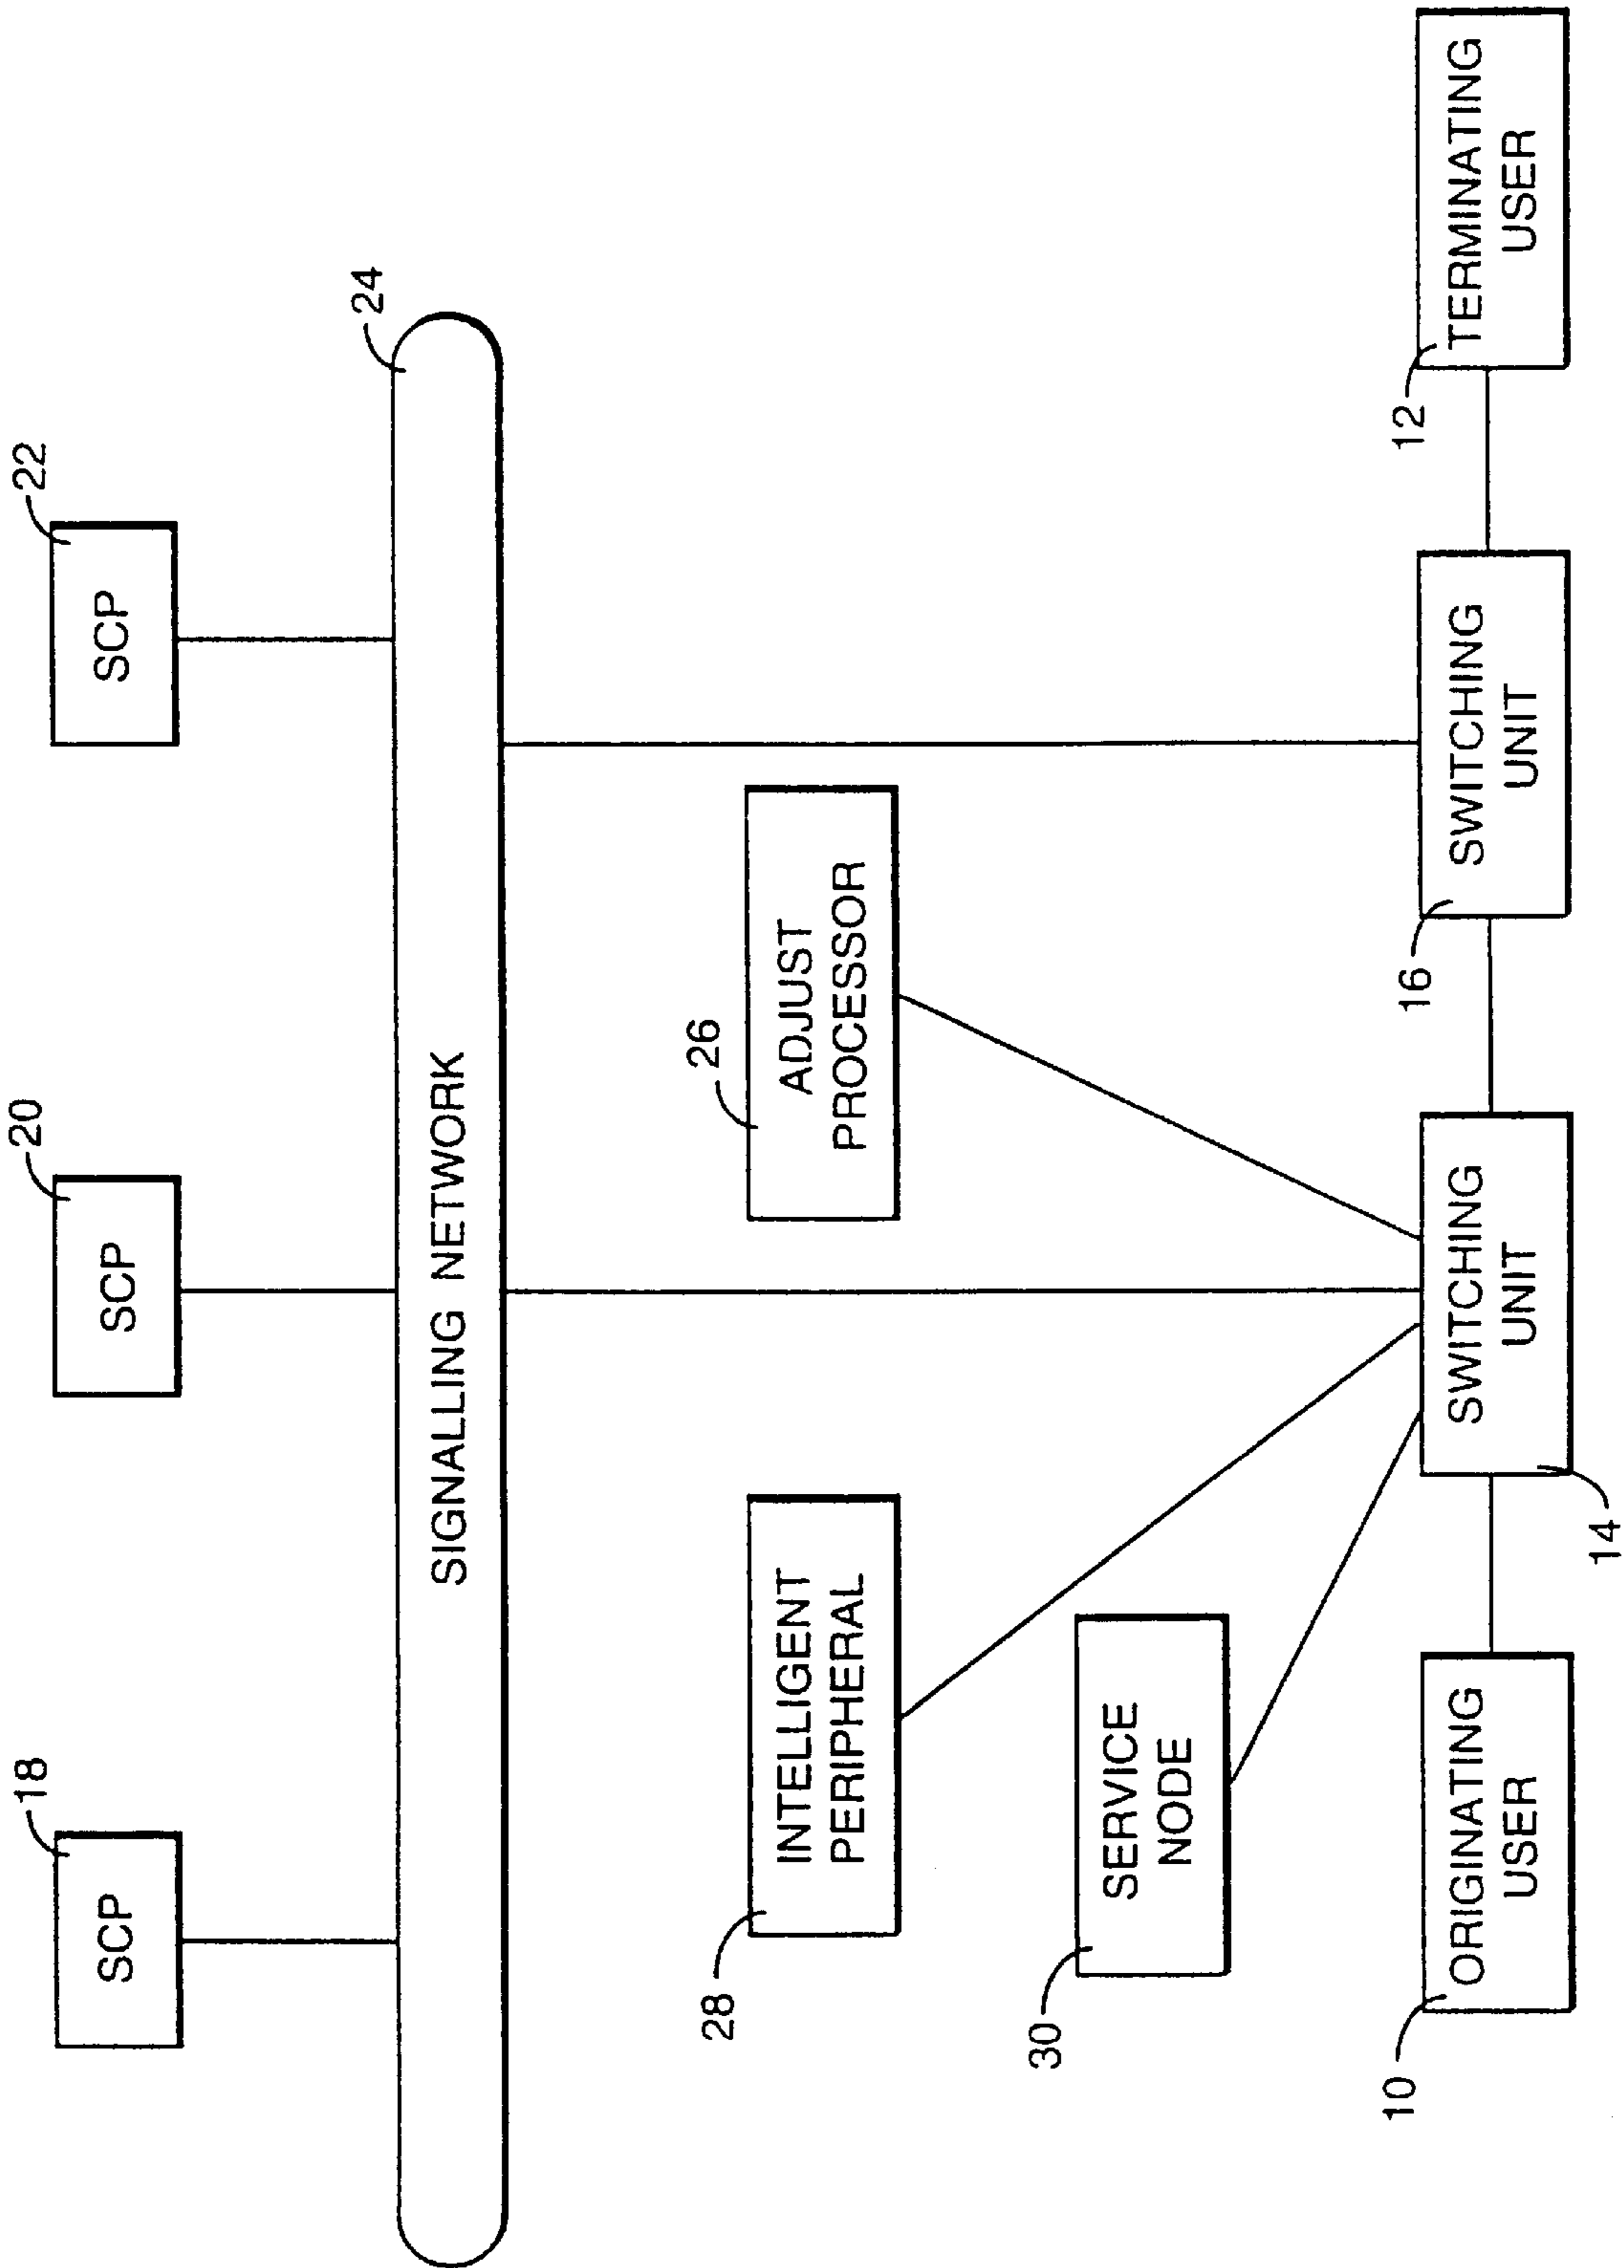 18
SCP
20
SCP
22
SCP
24
SIGNALLING NETWORK
28
INTELLIGENT
PERIPHERAL
26
ADJUST
PROCESSOR
30
SERVICE
NODE
10
ORIGINATING
USER
14
SWITCHING
UNIT
16
SWITCHING
UNIT
12
TERMINATING
USER